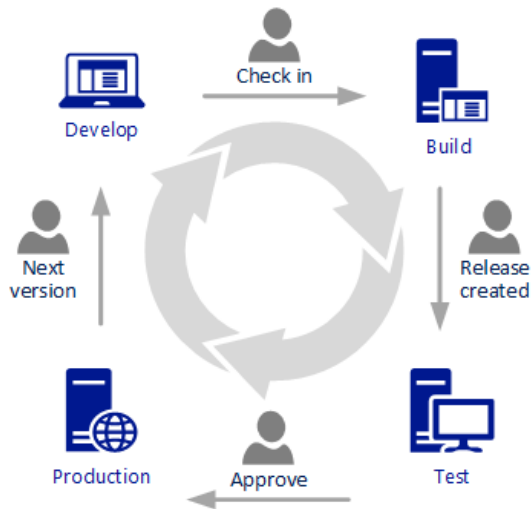 Check in
Develop
Build
Next
version
Release
created
Production
Approve
Test